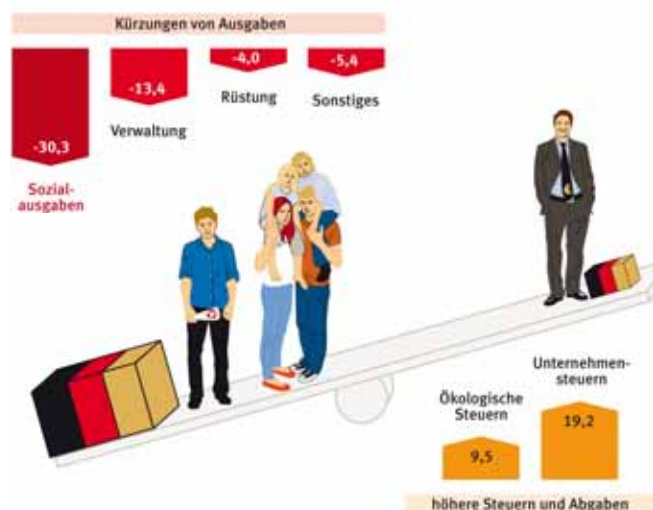 Kürzungen von Ausgaben
-30,3
Sozial-
ausgaben
-13,4
Verwaltung
-4,0
Rüstung
-5,4
Sonstiges
Ökologische
Steuern
9,5
Unternehmen-
steuern
19,2
höhere Steuern und Abgaben